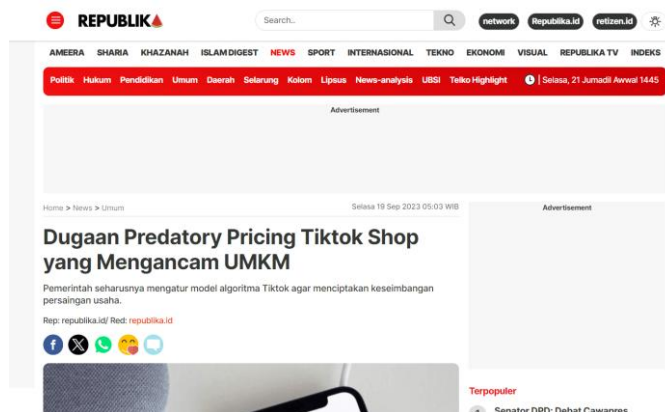 REPUBLIKA
Search..
network
Republika.id
retizen.id
AMEERA SHARIA KHAZANAH ISLAM DIGEST NEWS SPORT INTERNASIONAL TEKNO EKONOMI VISUAL REPUBLIKA TV INDEKS
Politik Hukum Pendidikan Umum Daerah Selarung Kolom Lipsus News-analysis UBSI Telko Highlight | Selasa, 21 Jumadil Awwal 1445
Advertisement
Home > News > Umum
Selasa 19 Sep 2023 05:03 WIB
Advertisement
Dugaan Predatory Pricing Tiktok Shop
yang Mengancam UMKM
Pemerintah seharusnya mengatur model algoritma Tiktok agar menciptakan keseimbangan
persaingan usaha.
Rep: republika.id/ Red: republika.id
Terpopuler
Senator DPD: Debat Cawapres